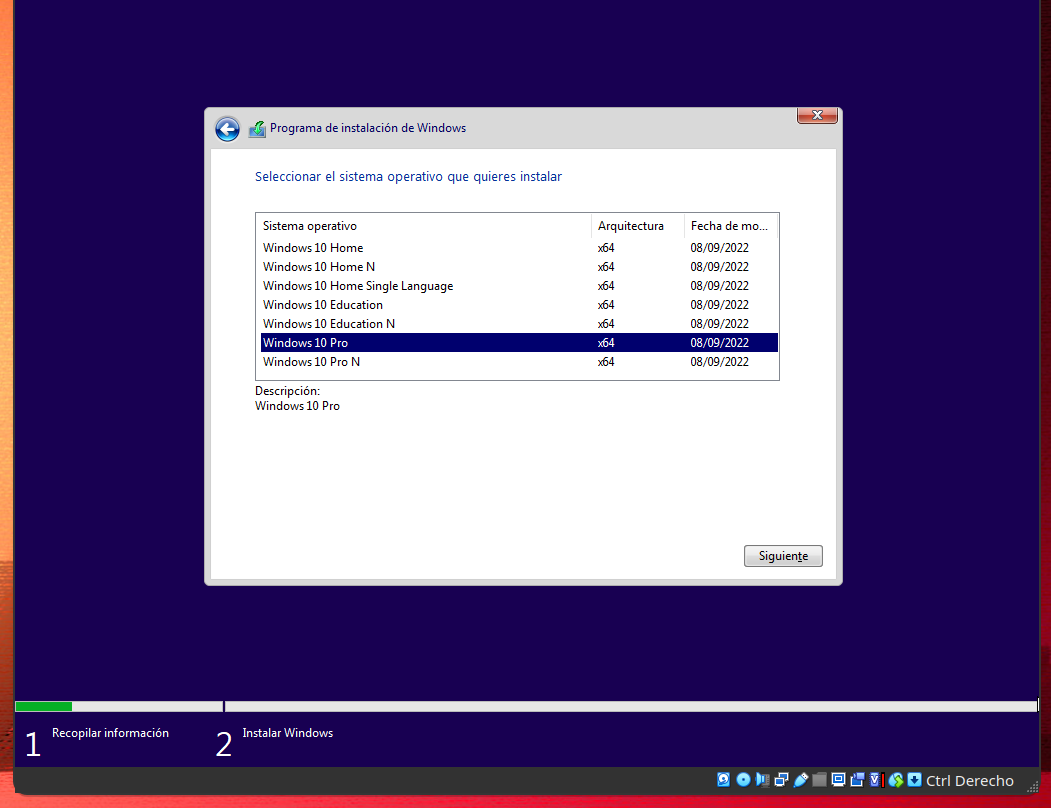 Programa de instalación de Windows
Seleccionar el sistema operativo que quieres instalar
Sistema operativo Arquitectura Fecha de mo...
Windows 10 Home x64 08/09/2022
Windows 10 Home N x64 08/09/2022
Windows 10 Home Single Language x64 08/09/2022
Windows 10 Education x64 08/09/2022
Windows 10 Education N x64 08/09/2022
Windows 10 Pro x64 08/09/2022
Windows 10 Pro N x64 08/09/2022
Descripción:
Windows 10 Pro
Siguiente
1 Recopilar información 2 Instalar Windows
Ctrl Derecho